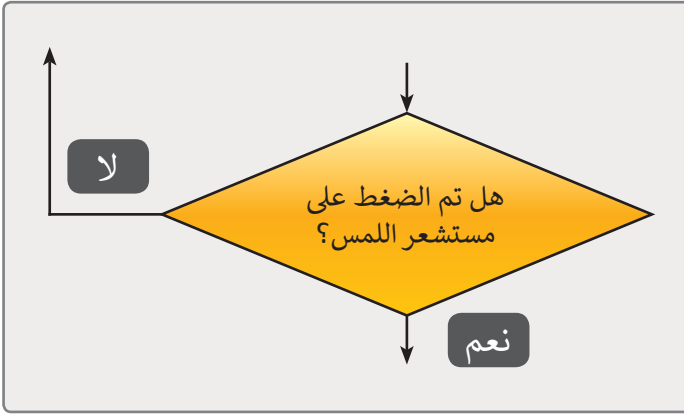 لا
هل تم الضغط على
مستشعر اللمس؟
نعم